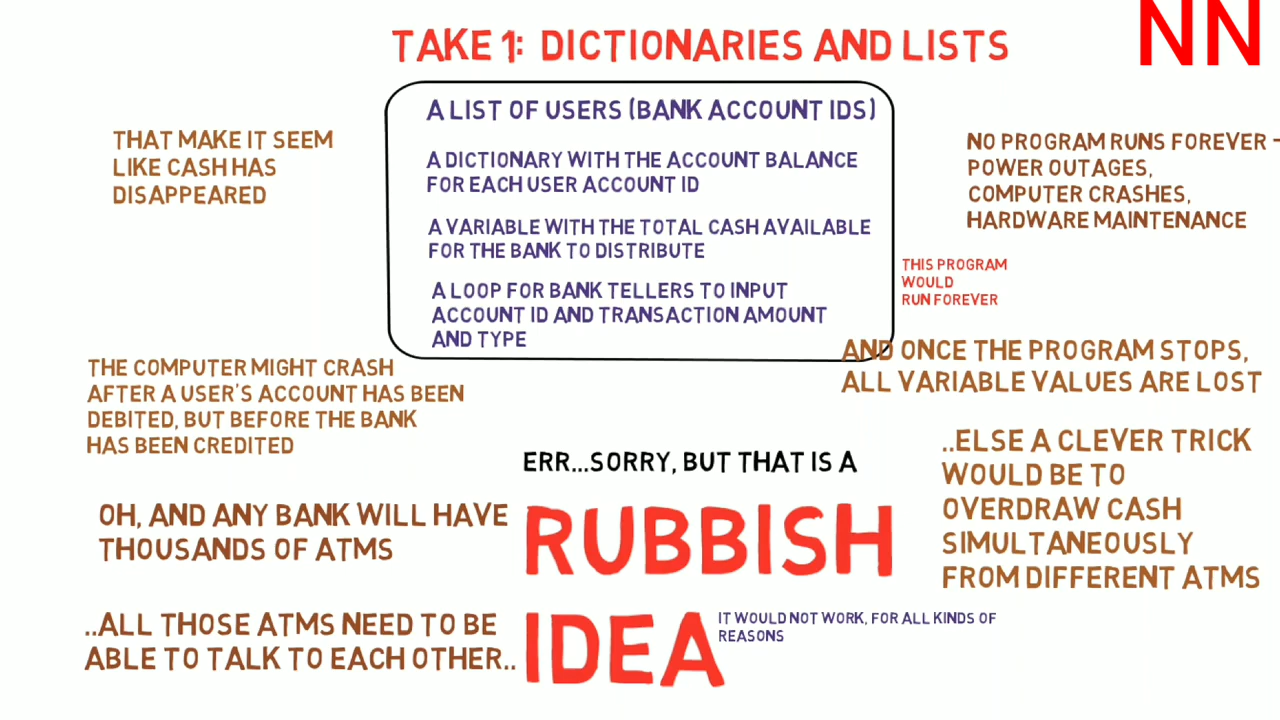 TAKE 1: DICTIONARIES AND LISTS
NN
A LIST OF USERS (BANK ACCOUNT IDS)
A DICTIONARY WITH THE ACCOUNT BALANCE
FOR EACH USER ACCOUNT ID
A VARIABLE WITH THE TOTAL CASH AVAILABLE
FOR THE BANK TO DISTRIBUTE
A LOOP FOR BANK TELLERS TO INPUT
ACCOUNT ID AND TRANSACTION AMOUNT
AND TYPE
THAT MAKE IT SEEM
LIKE CASH HAS
DISAPPEARED
NO PROGRAM RUNS FOREVER -
POWER OUTAGES,
COMPUTER CRASHES,
HARDWARE MAINTENANCE
THIS PROGRAM
WOULD
RUN FOREVER
AND ONCE THE PROGRAM STOPS,
ALL VARIABLE VALUES ARE LOST
THE COMPUTER MIGHT CRASH
AFTER A USER'S ACCOUNT HAS BEEN
DEBITED, BUT BEFORE THE BANK
HAS BEEN CREDITED
ERR...SORRY, BUT THAT IS A
RUBBISH
IDEA
IT WOULD NOT WORK, FOR ALL KINDS OF
REASONS
OH, AND ANY BANK WILL HAVE
THOUSANDS OF ATMS
..ALL THOSE ATMS NEED TO BE
ABLE TO TALK TO EACH OTHER..
..ELSE A CLEVER TRICK
WOULD BE TO
OVERDRAW CASH
SIMULTANEOUSLY
FROM DIFFERENT ATMS